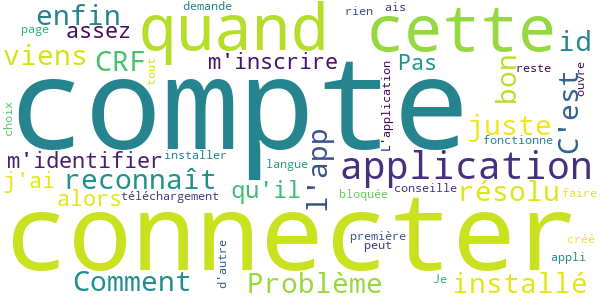 enfin
demande
quand
rien
ais
cette
page
assez
viens
CRF
tout
m'inscrire
Pas
bon
id
compte
L'application
reste
C'est
ouvre
choix
juste
fonctionne
m'identifier
installer
langue
l'app
application
j'ai
reconnaît
qu'il
bloquée
conseille
résolu
faire
alors
téléchargement
connecter
première
peut
d'autre
créé
appli
Comment
Problème
Je
installé